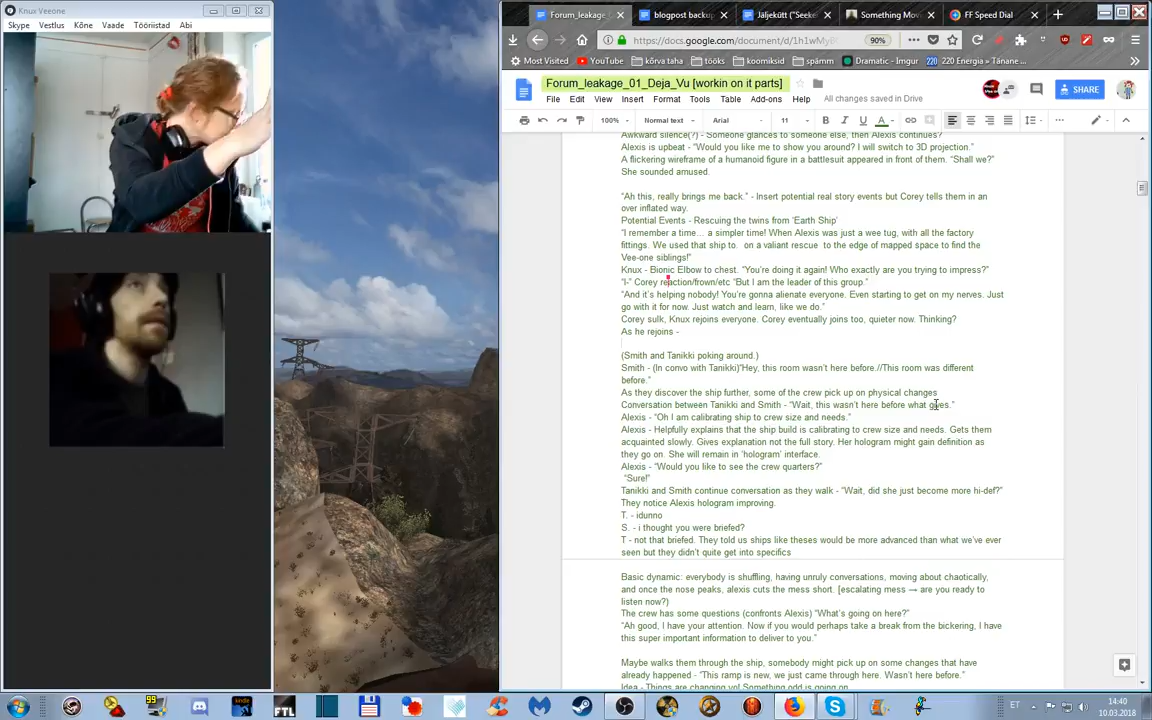 Knux Veeone
Skype Vestlus Kõne Vaade Tööriistad Abi
Forum_leakage blogpost backup Jäljekütt ("Seeke Something Mov FF Speed Dial
https://docs.google.com/document/d/1h1wMy 90%
Most Visited YouTube kõrva taha tööks Koomiksid spämm Dramatic - Imgur 220 Energia » Tänane...
Forum_leakage_01_Deja_Vu [workin on it parts]
File Edit View Insert Format Tools Add-ons Help All changes saved in Drive
SHARE
100% Normal text Arial 11
Awkward silence(?) - Someone glances to someone else, then Alexis continues?
Alexis is upbeat - “Would you like me to show you around? I will switch to 3D projection.”
A flickering wireframe of a humanoid figure in a battlesuit appeared in front of them. “Shall we?”
She sounded amused.
“Ah this, really brings me back.” - Insert potential real story events but Corey tells them in an
over inflated way.
Potential Events - Rescuing the twins from ‘Earth Ship’
“I remember a time… a simpler time! When Alexis was just a wee tug, with all the factory
fittings. We used that ship to. on a valiant rescue to the edge of mapped space to find the
Vee-one siblings!”
Knux - Bionic Elbow to chest. “You’re doing it again! Who exactly are you trying to impress?”
“I-” Corey reaction/frown/etc “But I am the leader of this group.”
“And it’s helping nobody! You’re gonna alienate everyone. Even starting to get on my nerves. Just
go with it for now. Just watch and learn, like we do.”
Corey sulk, Knux rejoins everyone. Corey eventually joins too, quieter now. Thinking?
As he rejoins -
(Smith and Tanikki poking around.)
Smith - (In convo with Tanikki)“Hey, this room wasn’t here before.//This room was different
before.”
As they discover the ship further, some of the crew pick up on physical changes
Conversation between Tanikki and Smith - “Wait, this wasn’t here before what gives.”
Alexis - “Oh I am calibrating ship to crew size and needs.”
Alexis - Helpfully explains that the ship build is calibrating to crew size and needs. Gets them
acquainted slowly. Gives explanation not the full story. Her hologram might gain definition as
they go on. She will remain in ‘hologram’ interface.
Alexis - “Would you like to see the crew quarters?”
“Sure!”
Tanikki and Smith continue conversation as they walk - “Wait, did she just become more hi-def?”
They notice Alexis hologram improving.
T. - idunno
S. - i thought you were briefed?
T - not that briefed. They told us ships like theses would be more advanced than what we’ve ever
seen but they didn’t quite get into specifics
Basic dynamic: everybody is shuffling, having unruly conversations, moving about chaotically,
and once the nose peaks, alexis cuts the mess short. [escalating mess → are you ready to
listen now?)
The crew has some questions (confronts Alexis) “What’s going on here?”
“Ah good, I have your attention. Now if you would perhaps take a break from the bickering, I have
this super important information to deliver to you.”
Maybe walks them through the ship, somebody might pick up on some changes that have
already happened - “This ramp is new, we just came through here. Wasn’t here before.”
Idea - Things are changing yo! Something odd is going on
99 kindle FTL
ET 14:40
10.03.2018